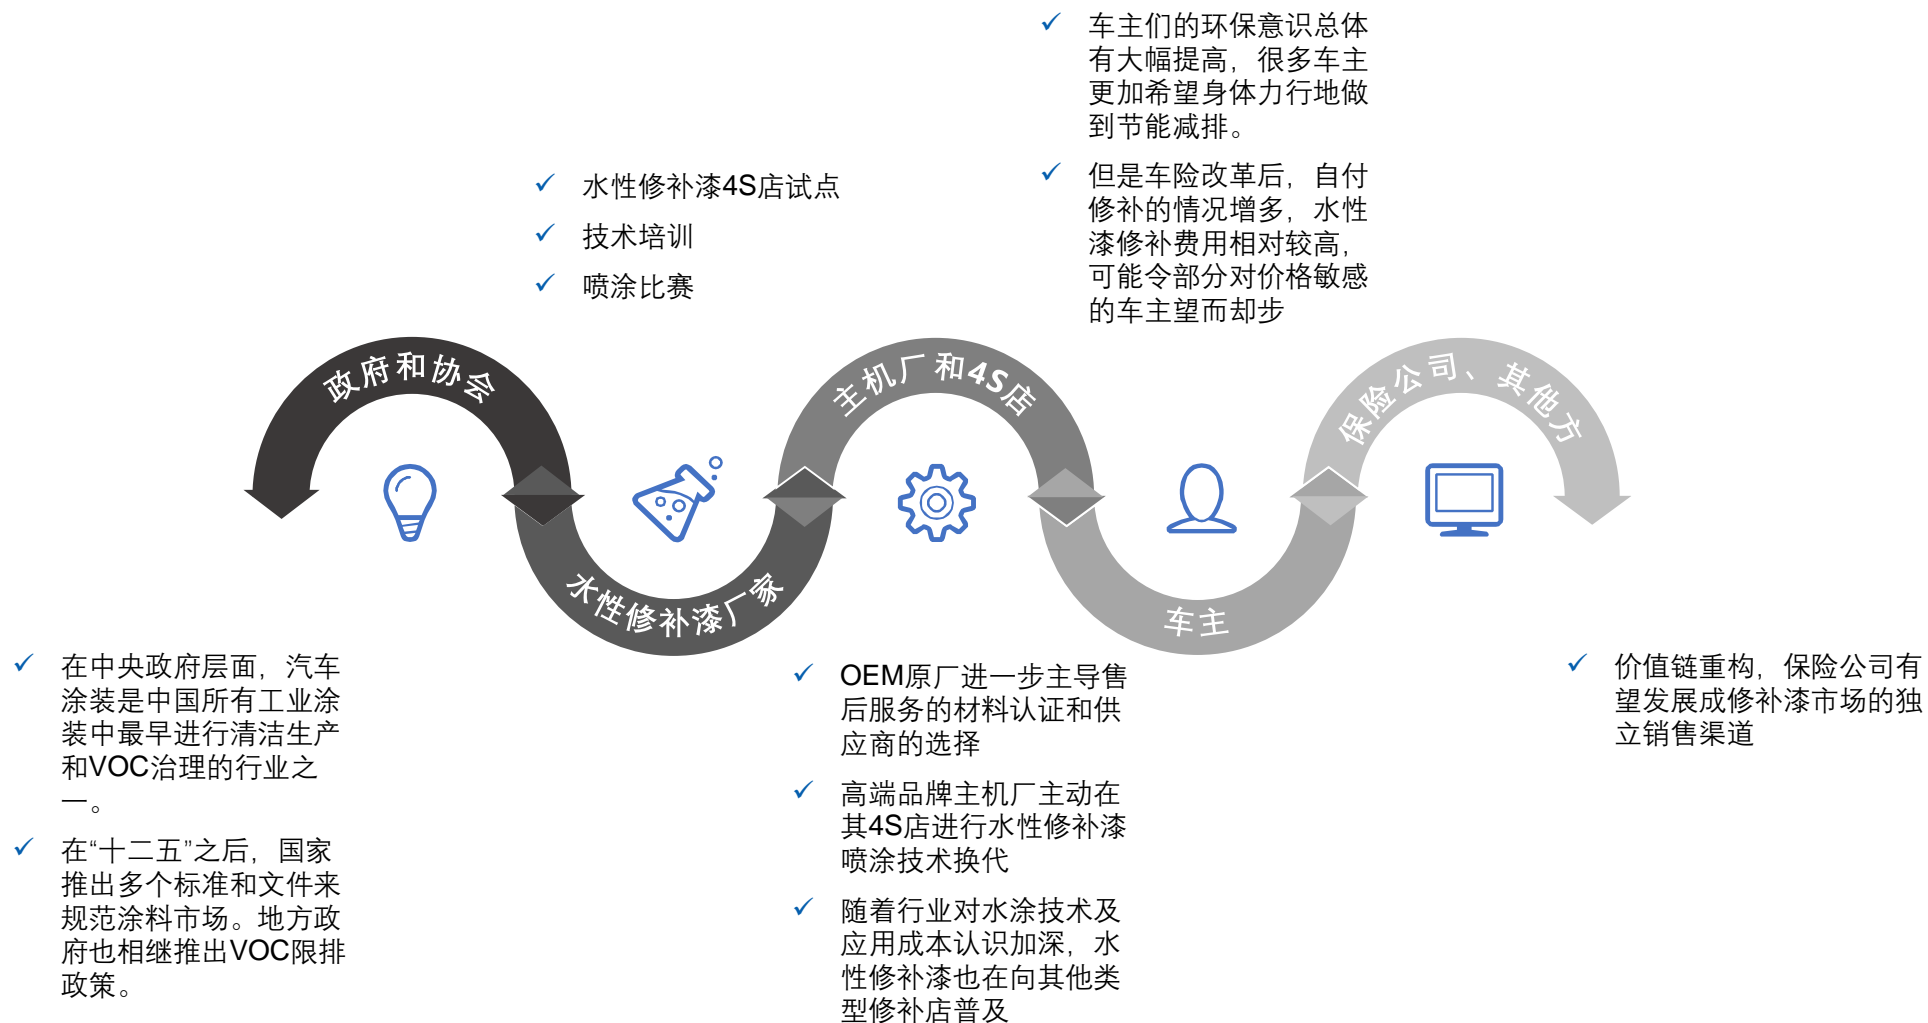 车主们的环保意识总体
有大幅提高，很多车主
更加希望身体力行地做
到节能减排。
但是车险改革后，自付
修补的情况增多，水性
漆修补费用相对较高，
可能令部分对价格敏感
的车主望而却步
水性修补漆4S店试点
技术培训
喷涂比赛
政府和协会
主机厂和4S店
保险公司、其他方
水性修补漆厂家
车主
在中央政府层面，汽车
涂装是中国所有工业涂
装中最早进行清洁生产
和VOC治理的行业之
一。
在“十二五”之后，国家
推出多个标准和文件来
规范涂料市场。地方政
府也相继推出VOC限排
政策。
OEM原厂进一步主导售
后服务的材料认证和供
应商的选择
高端品牌主机厂主动在
其4S店进行水性修补漆
喷涂技术换代
随着行业对水涂技术及
应用成本认识加深，水
性修补漆也在向其他类
型修补店普及
价值链重构，保险公司有
望发展成修补漆市场的独
立销售渠道